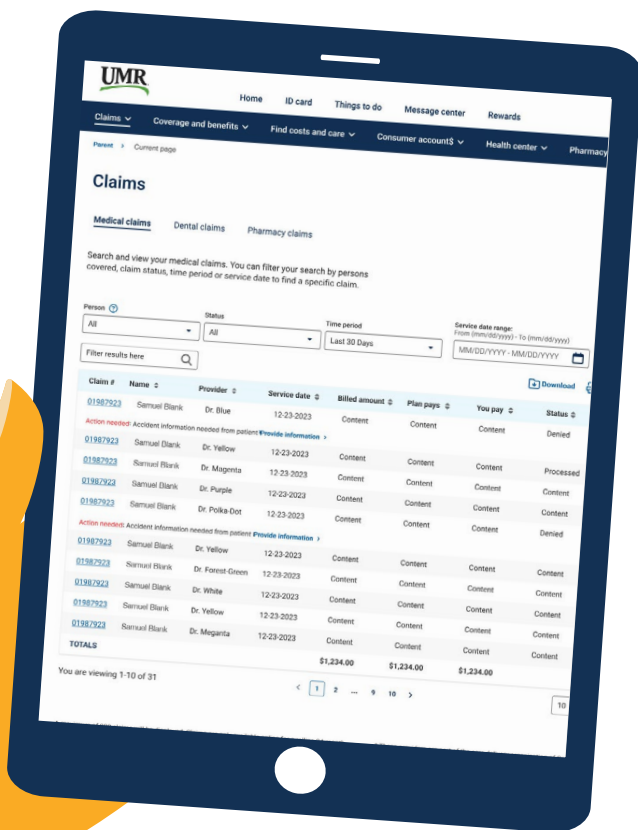 UMR
Home ID card Things to do Message center Rewards
Claims Coverage and benefits Find costs and care Consumer account$ Health center Pharmacy
Parent > Current page
Claims
Medical claims Dental claims Pharmacy claims
Search and view your medical claims. You can filter your search by persons
covered, claim status, time period or service date to find a specific claim.
Person ? Status Time period Service date range:
From (mm/dd/yyyy) - To (mm/dd/yyyy)
All All Last 30 Days MM/DD/YYYY - MM/DD/YYYY
Filter results here
Download
Claim # Name Provider Service date Billed amount Plan pays You pay Status
01987923 Samuel Blank Dr. Blue 12-23-2023 Content Content Content Denied
Action needed: Accident information needed from patient Provide information >
01987923 Samuel Blank Dr. Yellow 12-23-2023 Content Content Content Processed
01987923 Samuel Blank Dr. Magenta 12-23-2023 Content Content Content Content
01987923 Samuel Blank Dr. Purple 12-23-2023 Content Content Content Content
01987923 Samuel Blank Dr. Polka-Dot 12-23-2023 Content Content Content Denied
Action needed: Accident information needed from patient Provide information >
01987923 Samuel Blank Dr. Yellow 12-23-2023 Content Content Content Content
01987923 Samuel Blank Dr. Forest-Green 12-23-2023 Content Content Content Content
01987923 Samuel Blank Dr. White 12-23-2023 Content Content Content Content
01987923 Samuel Blank Dr. Yellow 12-23-2023 Content Content Content Content
01987923 Samuel Blank Dr. Meganta 12-23-2023 Content Content Content Content
TOTALS $1,234.00 $1,234.00 $1,234.00
You are viewing 1-10 of 31 < 1 2 ... 9 10 > 10